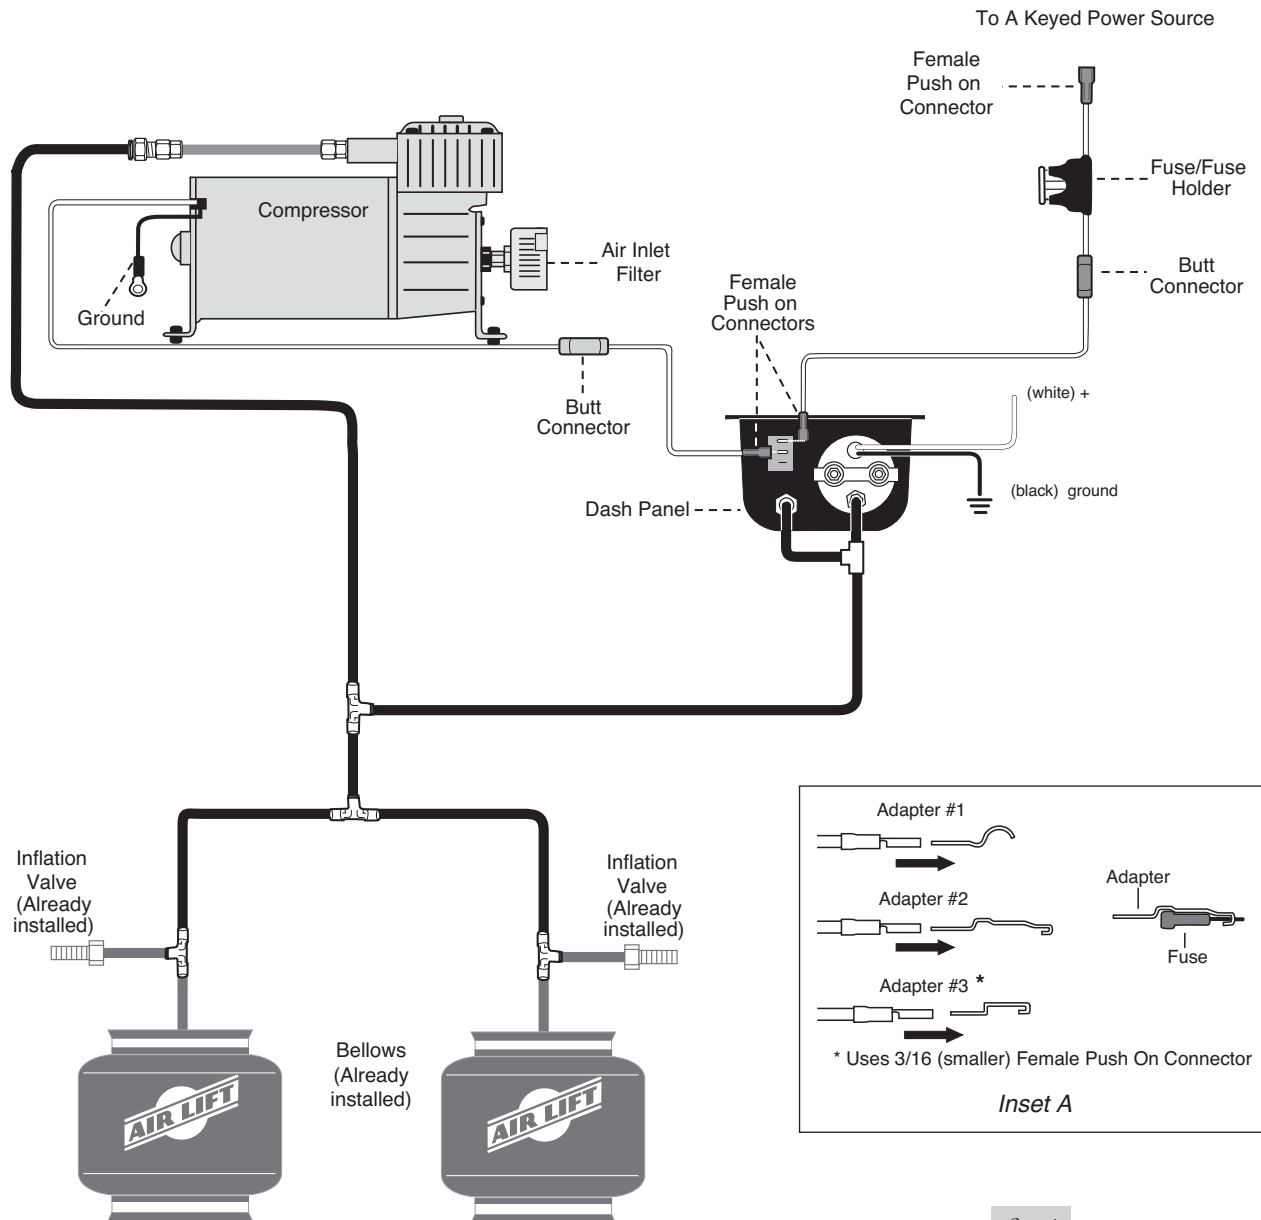 To A Keyed Power Source
Female
Push on
Connector
Fuse/Fuse
Holder
Compressor
Air Inlet
Filter
Butt
Connector
Ground
Female
Push on
Connectors
Butt
Connector
(white) +
(black) ground
Dash Panel
Inflation
Valve
(Already
installed)
Inflation
Valve
(Already
installed)
Bellows
(Already
installed)
AIR LIFT
AIR LIFT
Adapter #1
Adapter #2
Adapter #3 *
Adapter
Fuse
* Uses 3/16 (smaller) Female Push On Connector
Inset A